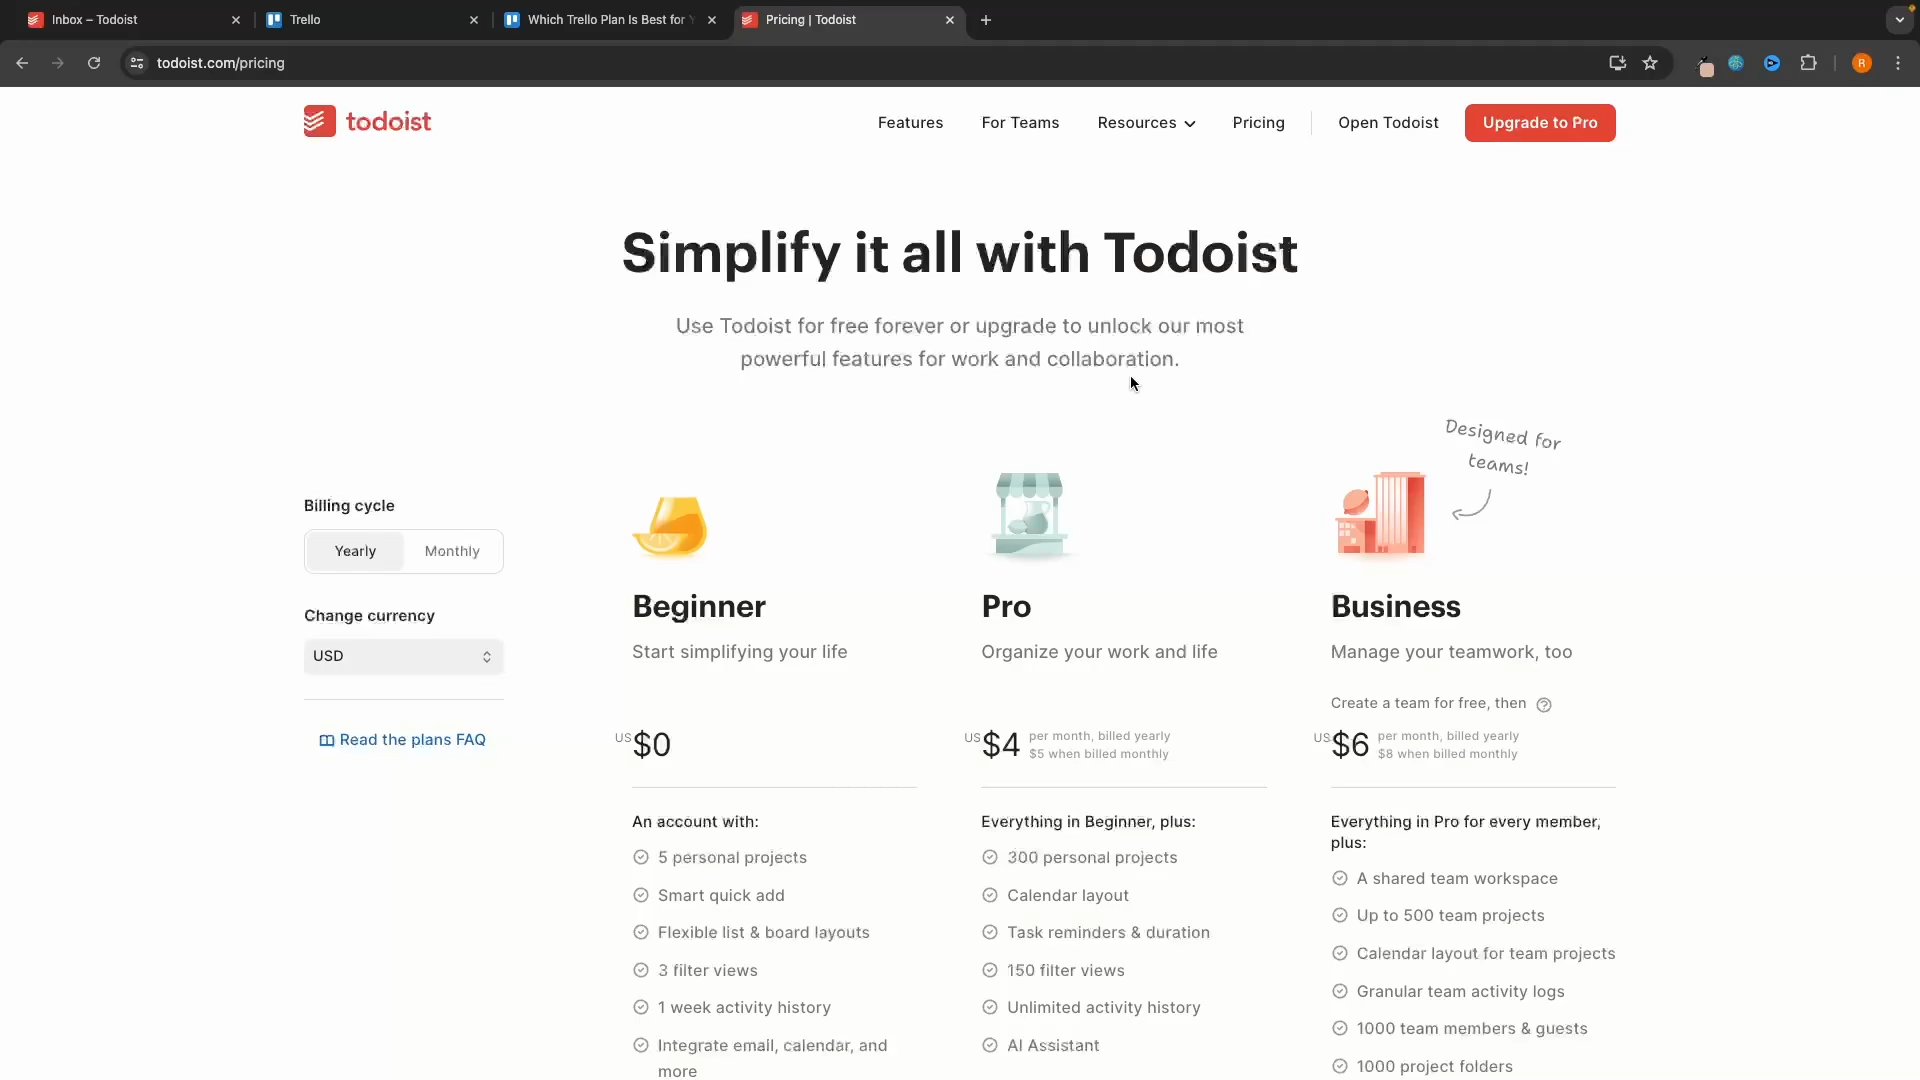 Inbox – Todoist
Trello
Which Trello Plan Is Best for Y
Pricing | Todoist
todoist.com/pricing
R
todoist
Features
For Teams
Resources
Pricing
Open Todoist
Upgrade to Pro
Simplify it all with Todoist
Use Todoist for free forever or upgrade to unlock our most
powerful features for work and collaboration.
Designed for
teams!
Billing cycle
Yearly
Monthly
Change currency
USD
Read the plans FAQ
Beginner
Start simplifying your life
US$0
An account with:
5 personal projects
Smart quick add
Flexible list & board layouts
3 filter views
1 week activity history
Integrate email, calendar, and
more
Pro
Organize your work and life
US$4
per month, billed yearly
$5 when billed monthly
Everything in Beginner, plus:
300 personal projects
Calendar layout
Task reminders & duration
150 filter views
Unlimited activity history
AI Assistant
Business
Manage your teamwork, too
Create a team for free, then
US$6
per month, billed yearly
$8 when billed monthly
Everything in Pro for every member,
plus:
A shared team workspace
Up to 500 team projects
Calendar layout for team projects
Granular team activity logs
1000 team members & guests
1000 project folders